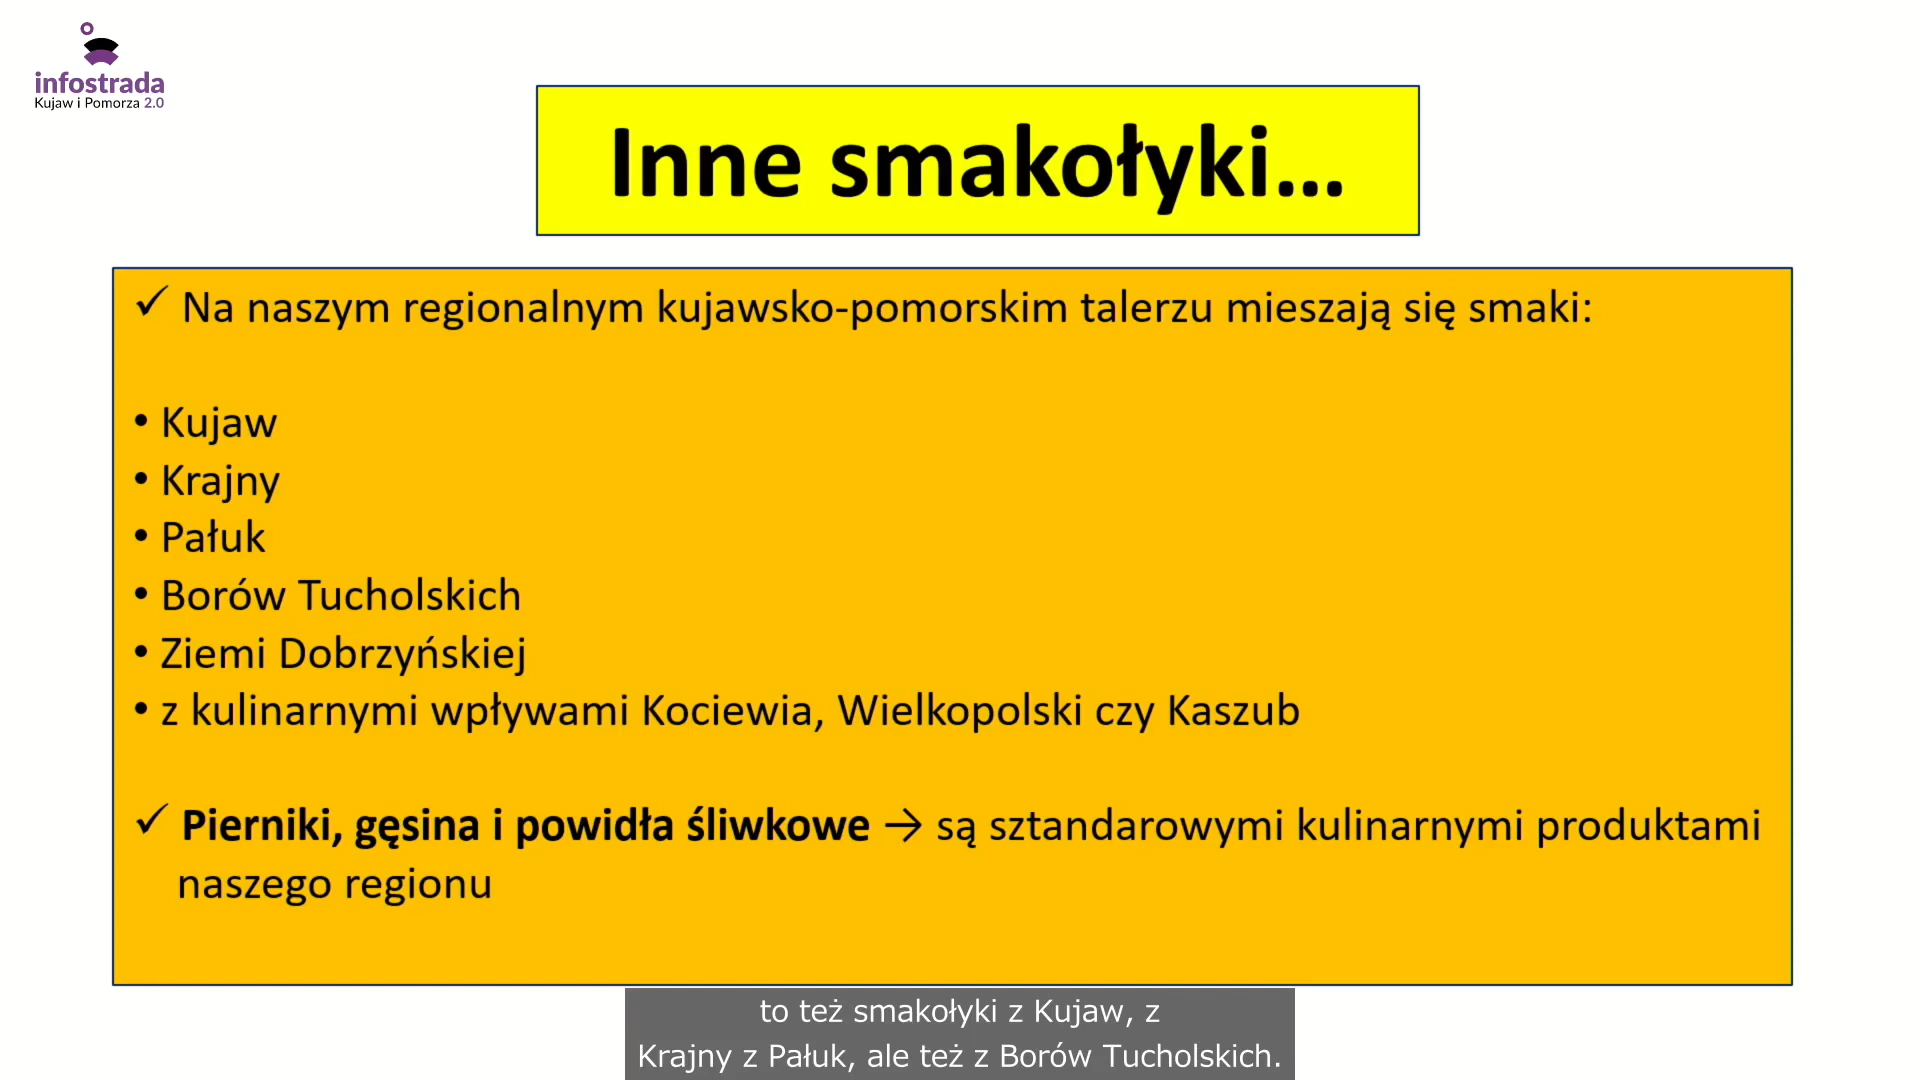 infostrada
Kujaw i Pomorza 2.0
Inne smakołyki...
✓ Na naszym regionalnym kujawsko-pomorskim talerzu mieszają się smaki:
• Kujaw
• Krajny
• Pałuk
• Borów Tucholskich
• Ziemi Dobrzyńskiej
• z kulinarnymi wpływami Kociewia, Wielkopolski czy Kaszub
✓ Pierniki, gęsina i powidła śliwkowe → są sztandarowymi kulinarnymi produktami
naszego regionu
to też smakołyki z Kujaw, z
Krajny z Pałuk, ale też z Borów Tucholskich.